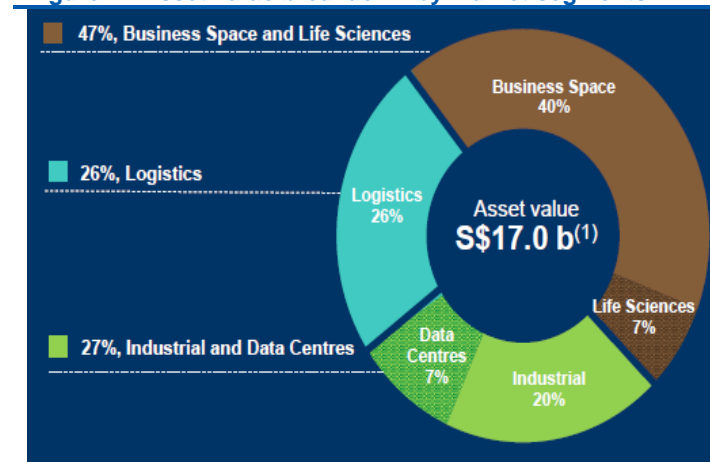 47%, Business Space and Life Sciences
Business Space
40%
26%, Logistics
Logistics
26%
Asset value
S$17.0 b(1)
Life Sciences
7%
27%, Industrial and Data Centres
Data
Centres
7%
Industrial
20%